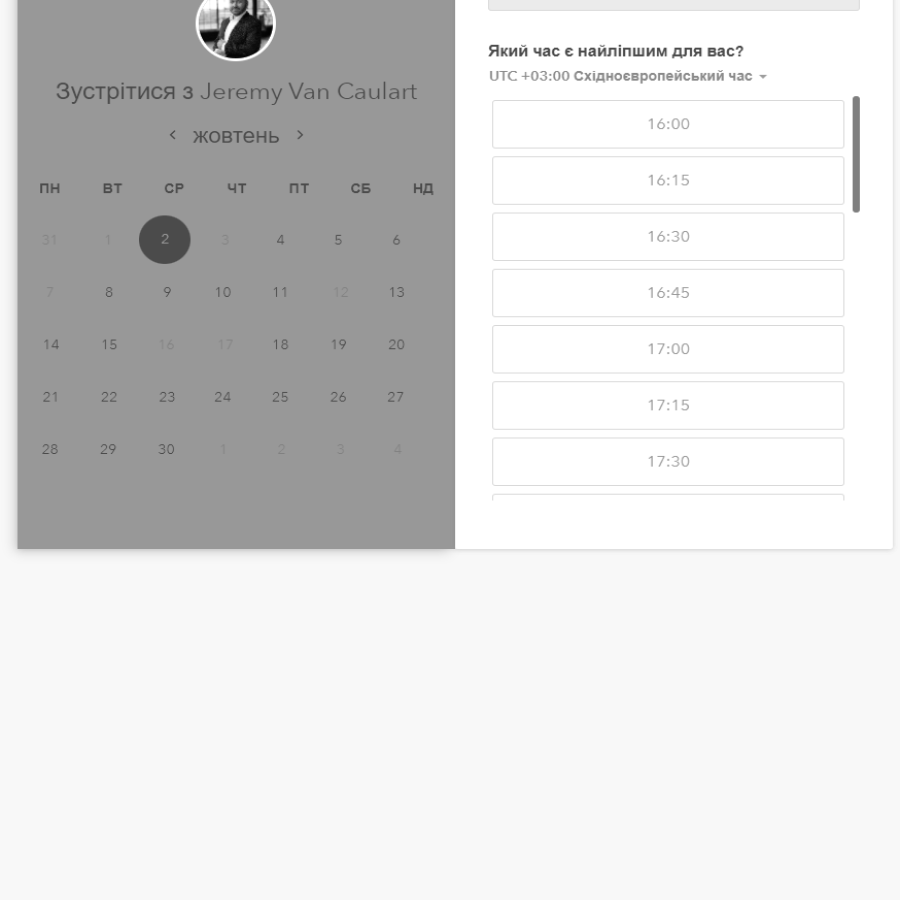 Зустрітися з Jeremy Van Caulart
жовтень
ПН ВТ СР ЧТ ПТ СБ НД
31 1 2 3 4 5 6
7 8 9 10 11 12 13
14 15 16 17 18 19 20
21 22 23 24 25 26 27
28 29 30 1 2 3 4
Який час є найліпшим для вас?
UTC +03:00 Східноєвропейський час
16:00
16:15
16:30
16:45
17:00
17:15
17:30